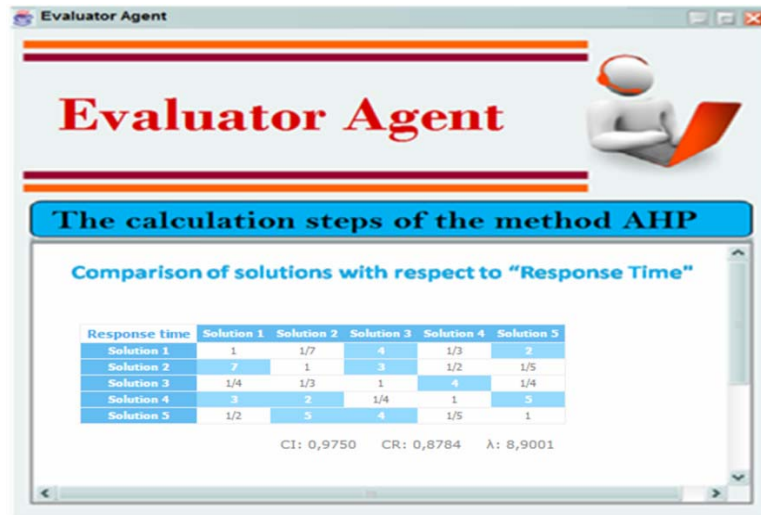 Evaluator Agent
Evaluator Agent
The calculation steps of the method AHP
Comparison of solutions with respect to “Response Time”
Response time Solution 1 Solution 2 Solution 3 Solution 4 Solution 5
Solution 1 1 1/7 4 1/3 2
Solution 2 7 1 3 1/2 1/5
Solution 3 1/4 1/3 1 4 1/4
Solution 4 3 2 1/4 1 5
Solution 5 1/2 5 4 1/5 1
CI: 0,9750 CR: 0,8784 λ: 8,9001